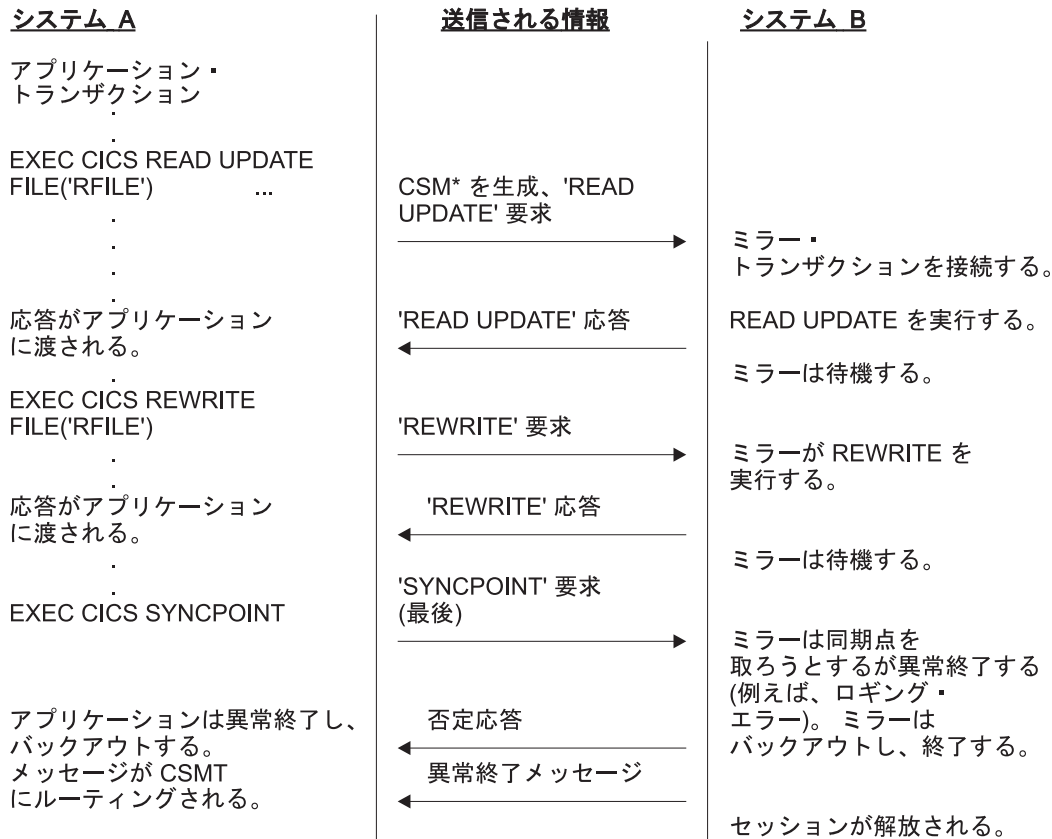 システム A
送信される情報
システム B
アプリケーション・
トランザクション
.
.
EXEC CICS READ UPDATE
FILE('RFILE') ...
CSM* を生成、'READ
UPDATE' 要求
.
.
.
.
ミラー・
トランザクションを接続する。
応答がアプリケーション
に渡される。
'READ UPDATE' 応答
READ UPDATE を実行する。
.
ミラーは待機する。
EXEC CICS REWRITE
FILE('RFILE')
'REWRITE' 要求
.
.
ミラーが REWRITE を
実行する。
応答がアプリケーション
に渡される。
'REWRITE' 応答
.
.
ミラーは待機する。
EXEC CICS SYNCPOINT
'SYNCPOINT' 要求
(最後)
ミラーは同期点を
取ろうとするが異常終了する
(例えば、ロギング・
エラー)。 ミラーは
バックアウトし、終了する。
アプリケーションは異常終了し、
バックアウトする。
メッセージが CSMT
にルーティングされる。
否定応答
異常終了メッセージ
セッションが解放される。